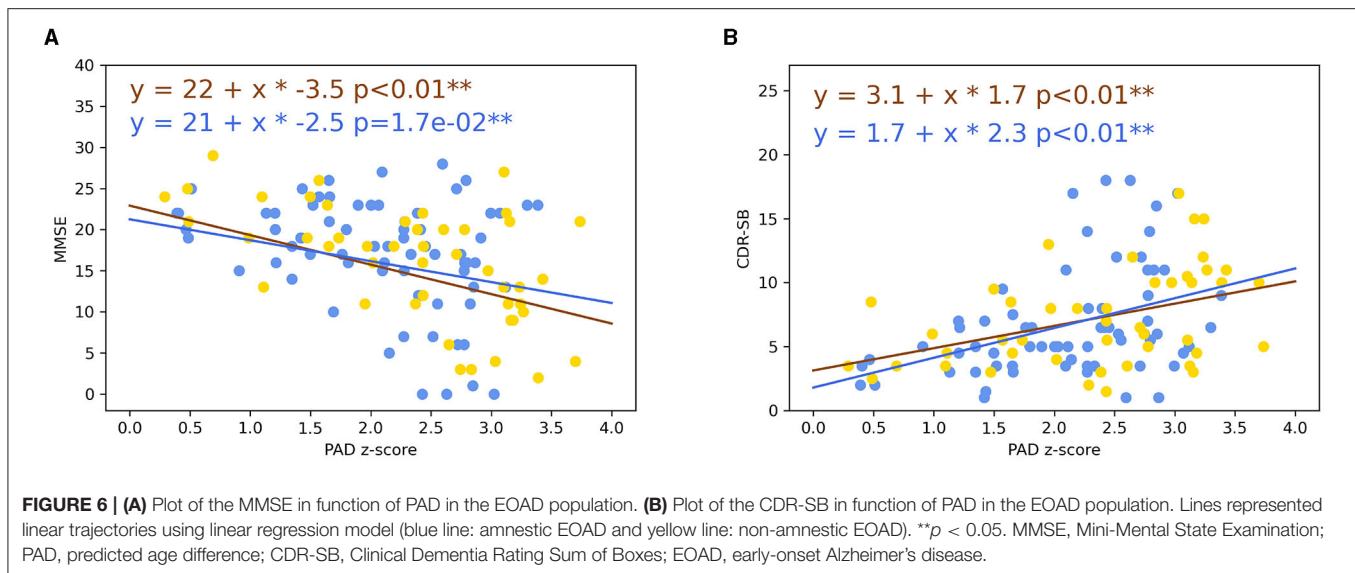 A
y = 22 + x * -3.5 p<0.01**
y = 21 + x * -2.5 p=1.7e-02**
MMSE
40
35
30
25
20
15
10
5
0
0.0 0.5 1.0 1.5 2.0 2.5 3.0 3.5 4.0
PAD z-score
B
y = 3.1 + x * 1.7 p<0.01**
y = 1.7 + x * 2.3 p<0.01**
CDR-SB
25
20
15
10
5
0
0.0 0.5 1.0 1.5 2.0 2.5 3.0 3.5 4.0
PAD z-score
FIGURE 6 | (A) Plot of the MMSE in function of PAD in the EOAD population. (B) Plot of the CDR-SB in function of PAD in the EOAD population. Lines represented
linear trajectories using linear regression model (blue line: amnestic EOAD and yellow line: non-amnestic EOAD). **p < 0.05. MMSE, Mini-Mental State Examination;
PAD, predicted age difference; CDR-SB, Clinical Dementia Rating Sum of Boxes; EOAD, early-onset Alzheimer's disease.